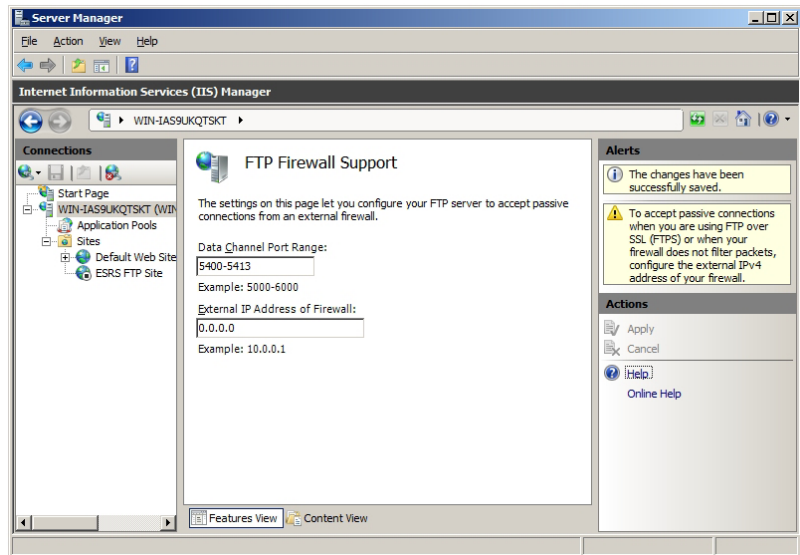 Server Manager
File Action View Help
Internet Information Services (IIS) Manager
WIN-IAS9UKQTSKT
Connections
Start Page
WIN-IAS9UKQTSKT (WIN
Application Pools
Sites
Default Web Site
ESRS FTP Site
FTP Firewall Support
The settings on this page let you configure your FTP server to accept passive
connections from an external firewall.
Data Channel Port Range:
5400-5413
Example: 5000-6000
External IP Address of Firewall:
0.0.0.0
Example: 10.0.0.1
Features View
Content View
Alerts
The changes have been
successfully saved.
To accept passive connections
when you are using FTP over
SSL (FTPS) or when your
firewall does not filter packets,
configure the external IPv4
address of your firewall.
Actions
Apply
Cancel
Help
Online Help